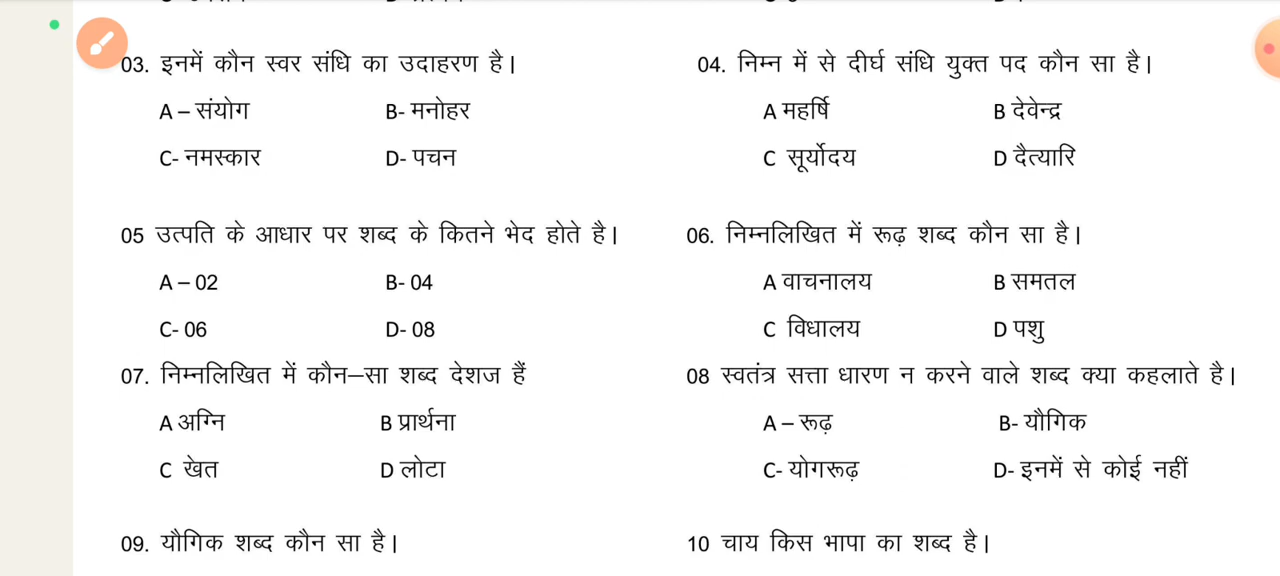 03. इनमें कौन स्वर संधि का उदाहरण है।
A – संयोग B- मनोहर
C- नमस्कार D- पचन
04. निम्न में से दीर्घ संधि युक्त पद कौन सा है।
A महर्षि B देवेन्द्र
C सूर्योदय D दैत्यारि
05 उत्पति के आधार पर शब्द के कितने भेद होते है।
A – 02 B- 04
C- 06 D- 08
06. निम्नलिखित में रूढ़ शब्द कौन सा है।
A वाचनालय B समतल
C विधालय D पशु
07. निम्नलिखित में कौन–सा शब्द देशज हैं
A अग्नि B प्रार्थना
C खेत D लोटा
08 स्वतंत्र सत्ता धारण न करने वाले शब्द क्या कहलाते है।
A – रूढ़ B- यौगिक
C- योगरूढ़ D- इनमें से कोई नहीं
09. यौगिक शब्द कौन सा है।
10 चाय किस भापा का शब्द है।